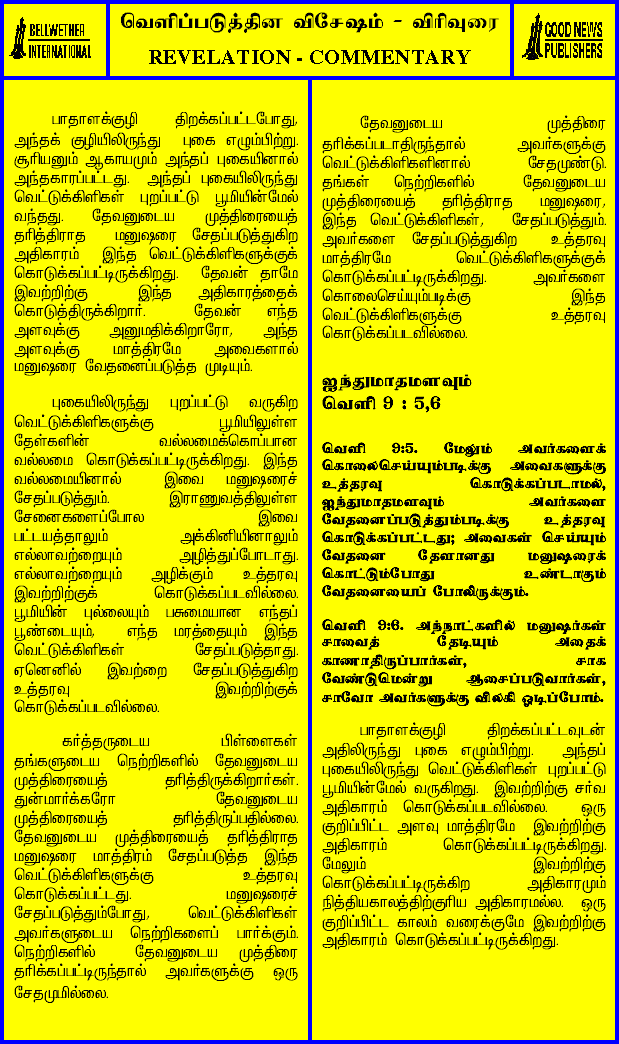 BELLWETHER
INTERNATIONAL
வெளிப்படுத்தின விசேஷம் - விரிவுரை
REVELATION - COMMENTARY
GOOD NEWS
PUBLISHERS
பாதாளக்குழி திறக்கப்பட்டபோது,
அந்தக் குழியிலிருந்து புகை எழும்பிற்று.
சூரியனும் ஆகாயமும் அந்தப் புகையினால்
அந்தகாரப்பட்டது. அந்தப் புகையிலிருந்து
வெட்டுக்கிளிகள் புறப்பட்டு பூமியின்மேல்
வந்தது. தேவனுடைய முத்திரையைத்
தரித்திராத மனுஷரை சேதப்படுத்துகிற
அதிகாரம் இந்த வெட்டுக்கிளிகளுக்குக்
கொடுக்கப்பட்டிருக்கிறது. தேவன் தாமே
இவற்றிற்கு இந்த அதிகாரத்தைக்
கொடுத்திருக்கிறார். தேவன் எந்த
அளவுக்கு அனுமதிக்கிறாரோ, அந்த
அளவுக்கு மாத்திரமே அவைகளால்
மனுஷரை வேதனைப்படுத்த முடியும்.
புகையிலிருந்து புறப்பட்டு வருகிற
வெட்டுக்கிளிகளுக்கு பூமியிலுள்ள
தேள்களின் வல்லமைக்கொப்பான
வல்லமை கொடுக்கப்பட்டிருக்கிறது. இந்த
வல்லமையினால் இவை மனுஷரைச்
சேதப்படுத்தும். இராணுவத்திலுள்ள
சேனைகளைப்போல இவை
பட்டயத்தாலும் அக்கினியினாலும்
எல்லாவற்றையும் அழித்துப்போடாது.
எல்லாவற்றையும் அழிக்கும் உத்தரவு
இவற்றிற்குக் கொடுக்கப்படவில்லை.
பூமியின் புல்லையும் பசுமையான எந்தப்
பூண்டையும், எந்த மரத்தையும் இந்த
வெட்டுக்கிளிகள் சேதப்படுத்தாது.
ஏனெனில் இவற்றை சேதப்படுத்துகிற
உத்தரவு இவற்றிற்குக்
கொடுக்கப்படவில்லை.
கர்த்தருடைய பிள்ளைகள்
தங்களுடைய நெற்றிகளில் தேவனுடைய
முத்திரையைத் தரித்திருக்கிறார்கள்.
துன்மார்க்கரோ தேவனுடைய
முத்திரையைத் தரித்திருப்பதில்லை.
தேவனுடைய முத்திரையைத் தரித்திராத
மனுஷரை மாத்திரம் சேதப்படுத்த இந்த
வெட்டுக்கிளிகளுக்கு உத்தரவு
கொடுக்கப்பட்டது. மனுஷரைச்
சேதப்படுத்தும்போது, வெட்டுக்கிளிகள்
அவர்களுடைய நெற்றிகளைப் பார்க்கும்.
நெற்றிகளில் தேவனுடைய முத்திரை
தரிக்கப்பட்டிருந்தால் அவர்களுக்கு ஒரு
சேதமுமில்லை.
தேவனுடைய முத்திரை
தரிக்கப்படாதிருந்தால் அவர்களுக்கு
வெட்டுக்கிளிகளினால் சேதமுண்டு.
தங்கள் நெற்றிகளில் தேவனுடைய
முத்திரையைத் தரித்திராத மனுஷரை,
இந்த வெட்டுக்கிளிகள், சேதப்படுத்தும்.
அவர்களை சேதப்படுத்துகிற உத்தரவு
மாத்திரமே வெட்டுக்கிளிகளுக்குக்
கொடுக்கப்பட்டிருக்கிறது. அவர்களை
கொலைசெய்யும்படிக்கு இந்த
வெட்டுக்கிளிகளுக்கு உத்தரவு
கொடுக்கப்படவில்லை.
ஐந்துமாதமளவும்
வெளி 9 : 5,6
வெளி 9:5. மேலும் அவர்களைக்
கொலைசெய்யும்படிக்கு அவைகளுக்கு
உத்தரவு கொடுக்கப்படாமல்,
ஐந்துமாதமளவும் அவர்களை
வேதனைப்படுத்தும்படிக்கு உத்தரவு
கொடுக்கப்பட்டது; அவைகள் செய்யும்
வேதனை தேளானது மனுஷரைக்
கொட்டும்போது உண்டாகும்
வேதனையைப் போலிருக்கும்.
வெளி 9:6. அந்நாட்களில் மனுஷர்கள்
சாவைத் தேடியும் அதைக்
காணாதிருப்பார்கள், சாக
வேண்டுமென்று ஆசைப்படுவார்கள்,
சாவோ அவர்களுக்கு விலகி ஓடிப்போம்.
பாதாளக்குழி திறக்கப்பட்டவுடன்
அதிலிருந்து புகை எழும்பிற்று. அந்தப்
புகையிலிருந்து வெட்டுக்கிளிகள் புறப்பட்டு
பூமியின்மேல் வருகிறது. இவற்றிற்கு சர்வ
அதிகாரம் கொடுக்கப்படவில்லை. ஒரு
குறிப்பிட்ட அளவு மாத்திரமே இவற்றிற்கு
அதிகாரம் கொடுக்கப்பட்டிருக்கிறது.
மேலும் இவற்றிற்கு
கொடுக்கப்பட்டிருக்கிற அதிகாரமும்
நித்தியகாலத்திற்குரிய அதிகாரமல்ல. ஒரு
குறிப்பிட்ட காலம் வரைக்குமே இவற்றிற்கு
அதிகாரம் கொடுக்கப்பட்டிருக்கிறது.